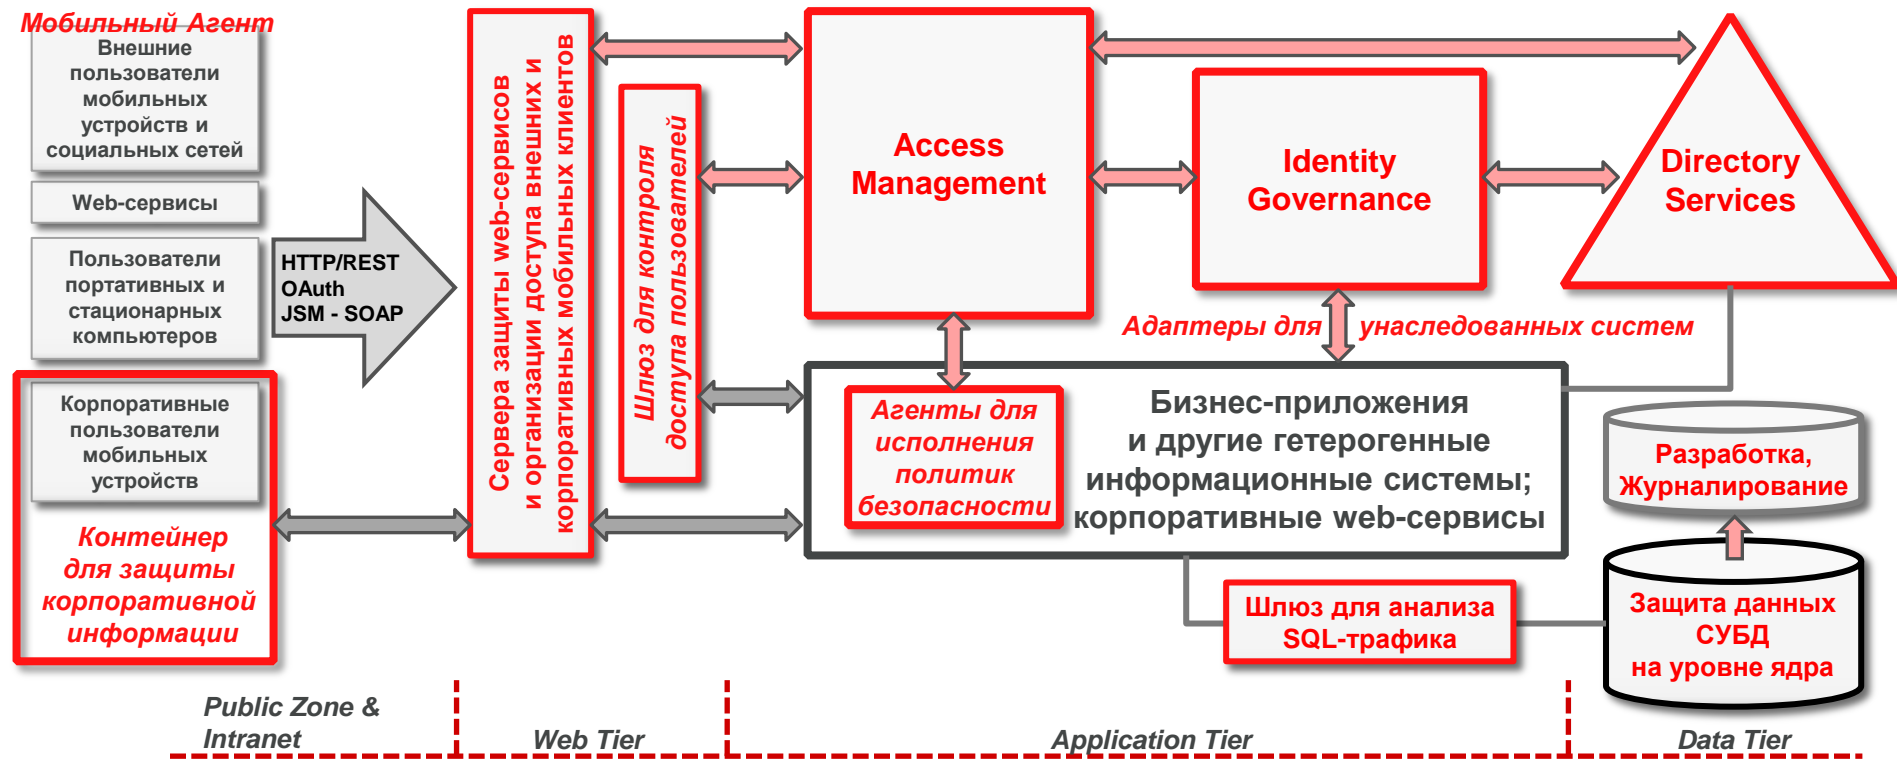 Мобильный Агент
Внешние
пользователи
мобильных
устройств и
социальных сетей
Web-сервисы
Пользователи
портативных и
стационарных
компьютеров
Корпоративные
пользователи
мобильных
устройств
Контейнер
для защиты
корпоративной
информации
HTTP/REST
OAuth
JSM - SOAP
Сервера защиты web-сервисов
и организации доступа внешних и
корпоративных мобильных клиентов
Шлюз для контроля
доступа пользователей
Access
Management
Identity
Governance
Directory
Services
Адаптеры для унаследованных систем
Агенты для
исполнения
политик
безопасности
Бизнес-приложения
и другие гетерогенные
информационные системы;
корпоративные web-сервисы
Разработка,
Журналирование
Шлюз для анализа
SQL-трафика
Защита данных
СУБД
на уровне ядра
Public Zone &
Intranet
Web Tier
Application Tier
Data Tier